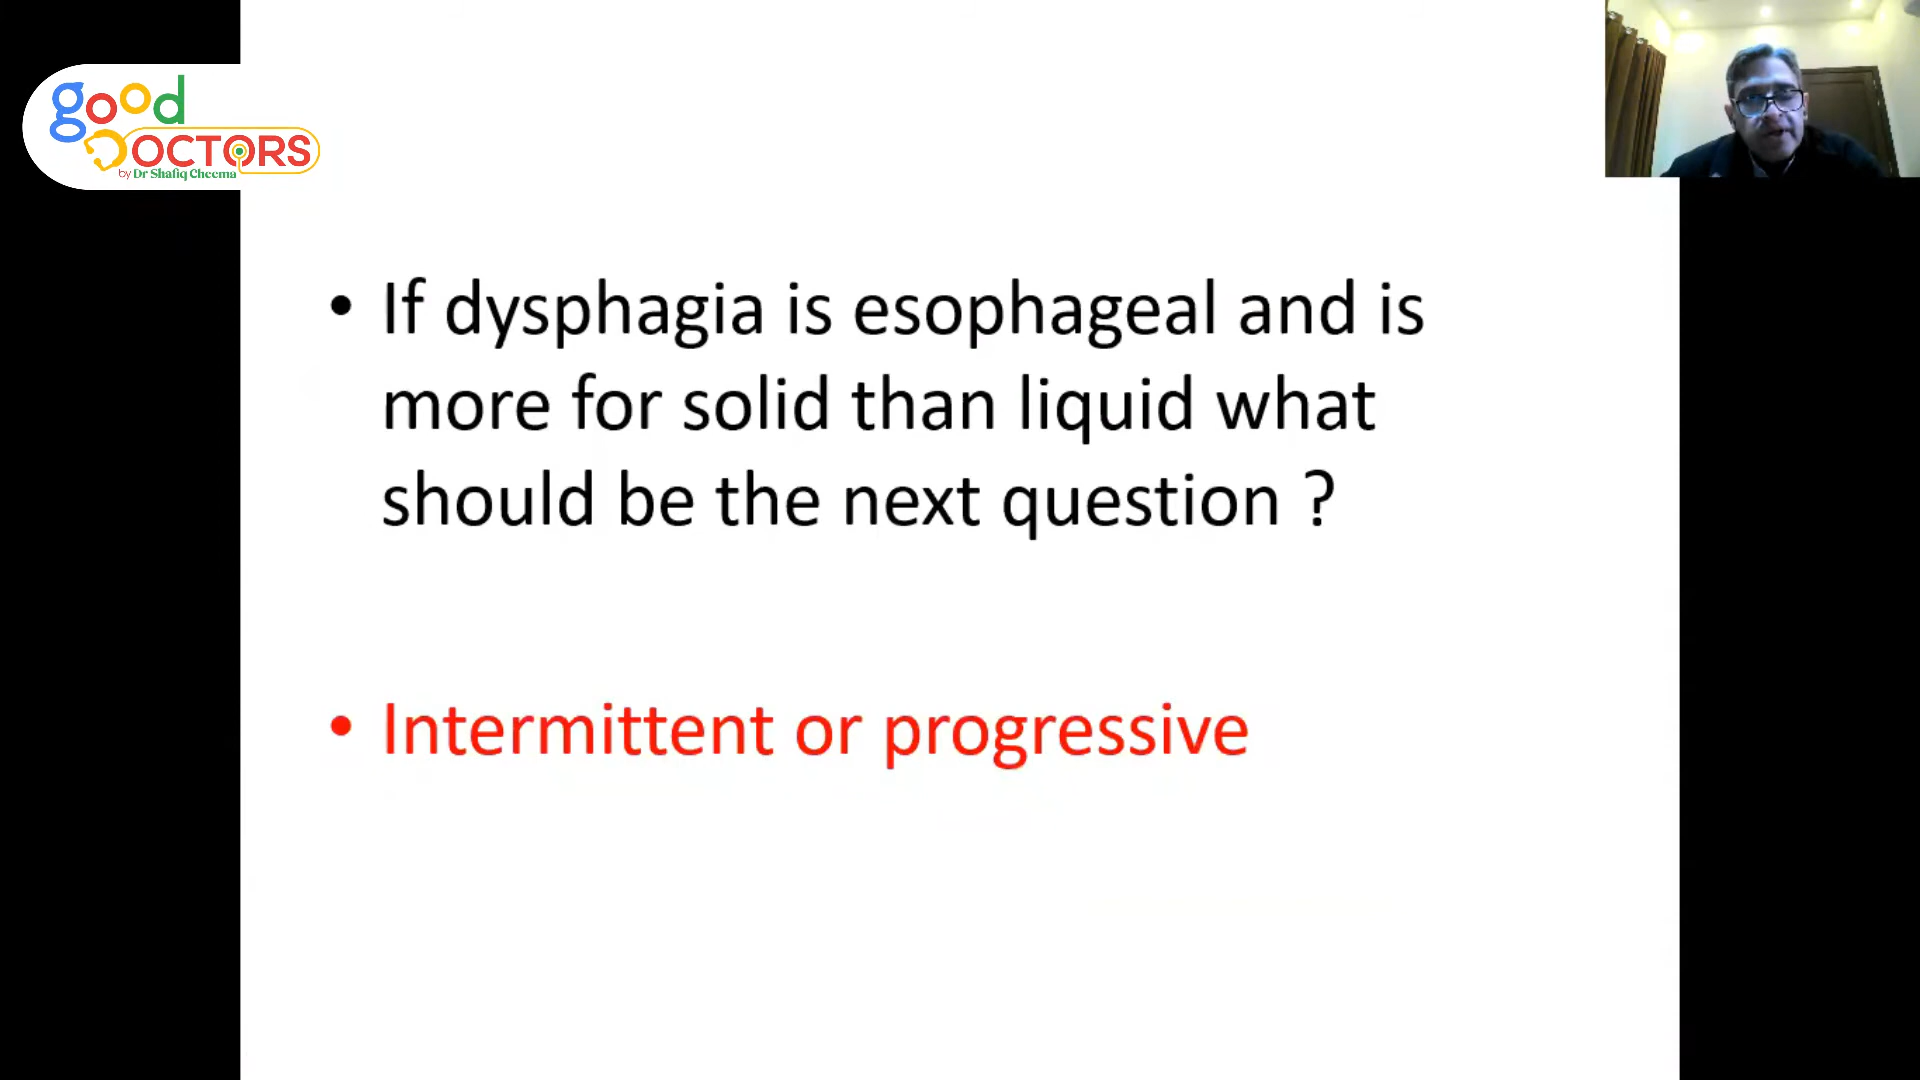 good
DOCTORS
by Dr Shafiq Cheema
• If dysphagia is esophageal and is
more for solid than liquid what
should be the next question ?
• Intermittent or progressive